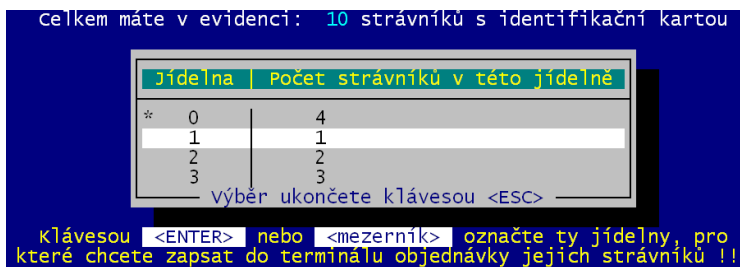 Celkem máte v evidenci: 10 strávníků s identifikační kartou
Jídelna | Počet strávníků v této jídelně
* 0 | 4
1 | 1
2 | 2
3 | 3
Výběr ukončete klávesou <ESC>
Klávesou <ENTER> nebo <mezerník> označte ty jídelny, pro
které chcete zapsat do terminálu objednávky jejich strávníků !!